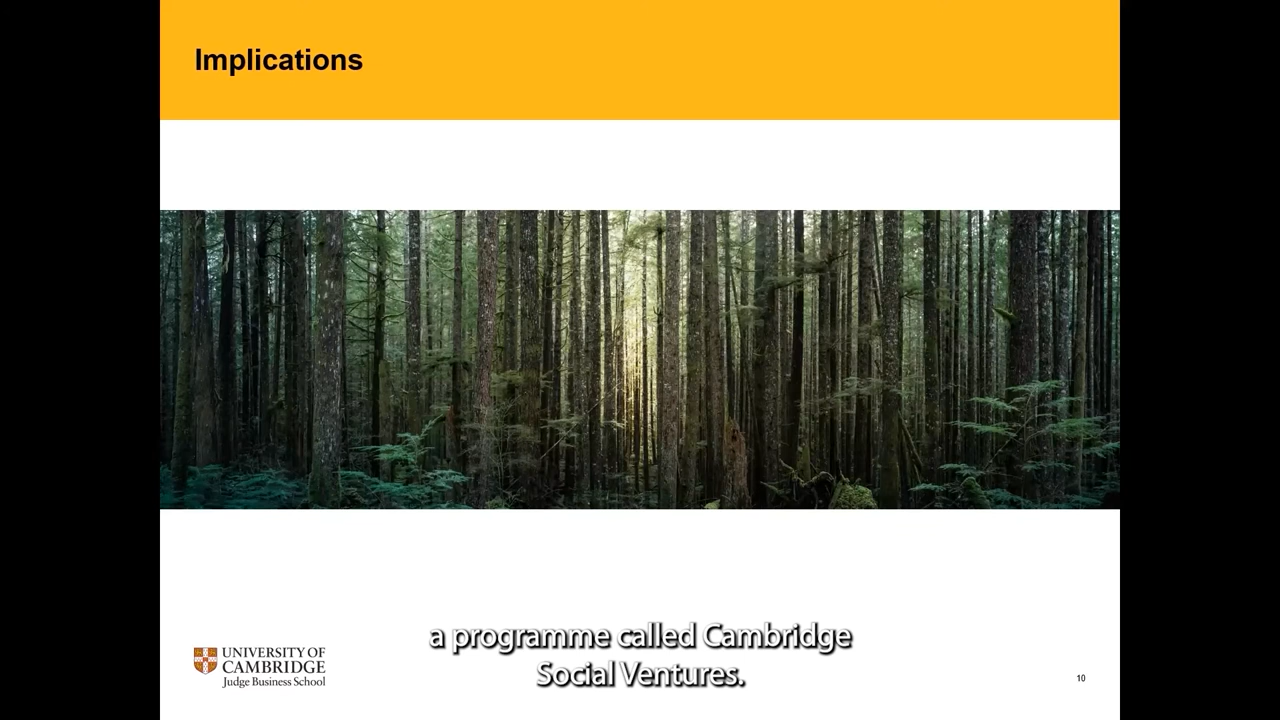 Implications
a programme called Cambridge
Social Ventures.
UNIVERSITY OF
CAMBRIDGE
Judge Business School
10